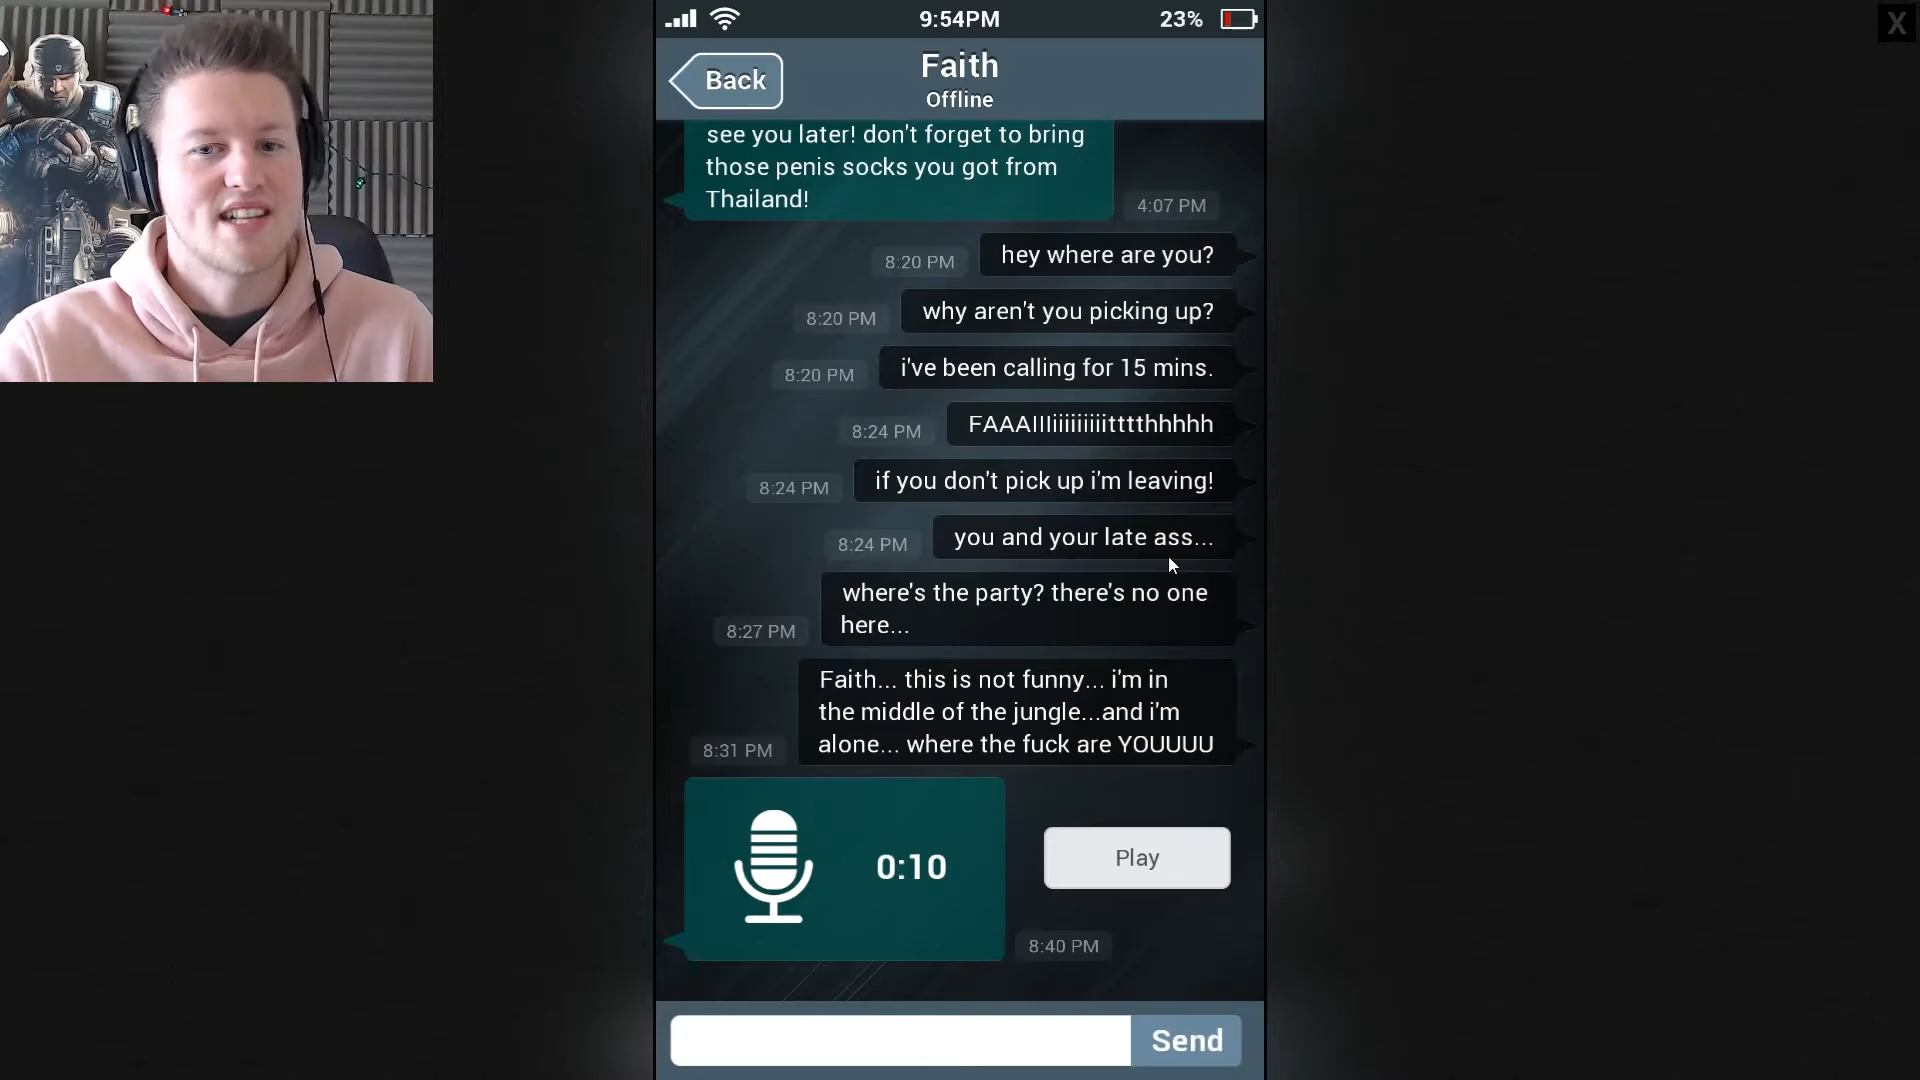 9:54PM
23%
X
Back
Faith
Offline
see you later! don't forget to bring
those penis socks you got from
Thailand!
4:07 PM
hey where are you?
8:20 PM
why aren't you picking up?
8:20 PM
i've been calling for 15 mins.
8:20 PM
FAAAIIIiiiiiiiiitttthhhhh
8:24 PM
if you don't pick up i'm leaving!
8:24 PM
you and your late ass...
8:24 PM
where's the party? there's no one
here...
8:27 PM
Faith... this is not funny... i'm in
the middle of the jungle...and i'm
alone... where the fuck are YOUUUU
8:31 PM
0:10
Play
8:40 PM
Send